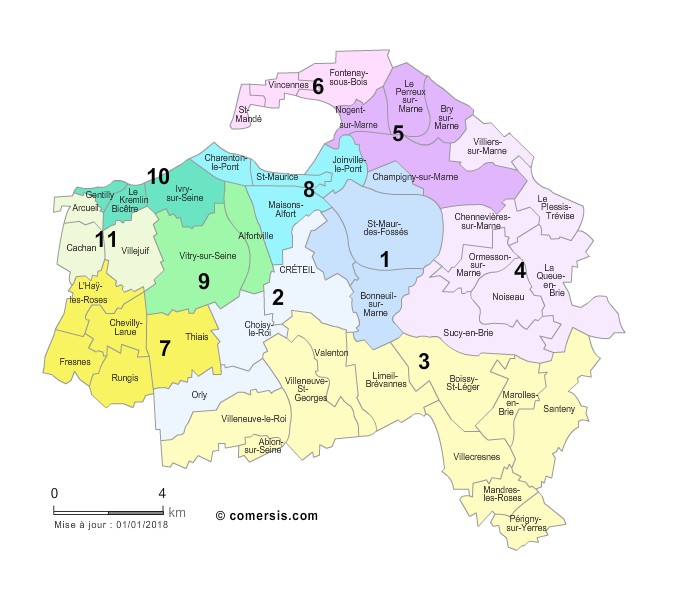 Fontenay-
sous-Bois
Vincennes
6
St-
Mandé
Le
Perreux
sur-
Marne
Bry
sur-
Marne
Nogent-
sur-Marne
5
Villiers-
sur-Marne
Charenton-
le-Pont
Joinville-
le-Pont
St-Maurice
Champigny-sur-Marne
10
8
Gentilly
Le
Kremlin
Bicêtre
Ivry-
sur-Seine
Arcueil
Maisons-
Alfort
Le
Plessis-
Trévise
Chennevières-
sur-Marne
St-Maur-
des-Fossés
Alfortville
11
Cachan
Villejuif
Vitry-sur-Seine
1
Ormesson-
sur-
Marne
4
La
Queue-
en-
Brie
CRÉTEIL
9
L'Haÿ-
les-Roses
2
Bonneuil-
sur-
Marne
Noiseau
Chevilly-
Larue
Choisy-
le-Roi
Sucy-en-Brie
Thiais
7
Valenton
3
Fresnes
Rungis
Villeneuve-
St-
Georges
Limeil-
Brévannes
Boissy-
St-Léger
Orly
Marolles-
en-
Brie
Santeny
Villeneuve-le-Roi
Ablon-
sur-Seine
Villecresnes
Mandres-
les-Roses
Périgny-
sur-Yerres
0 4
km
Mise à jour : 01/01/2018
© comersis.com